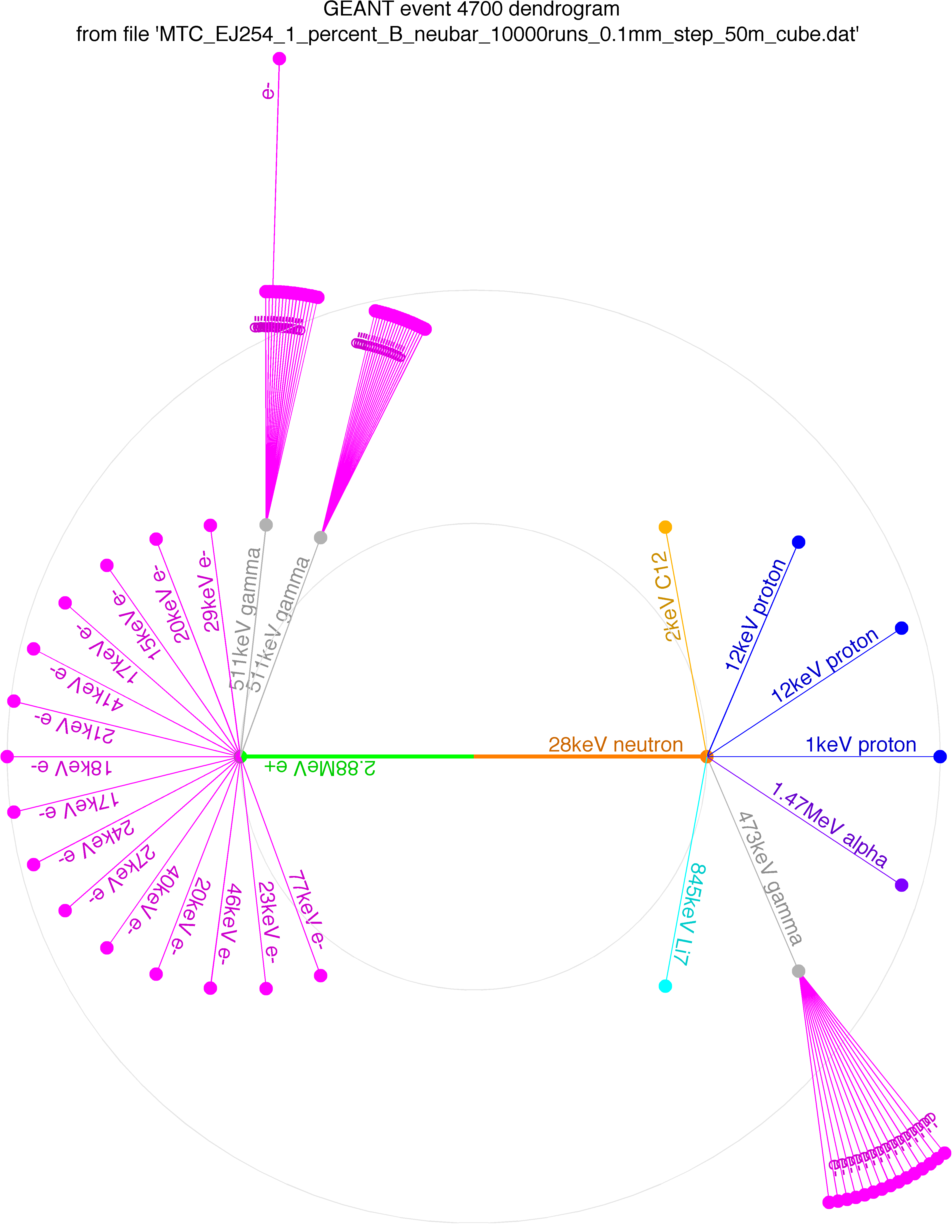 GEANT event 4700 dendrogram
from file 'MTC_EJ254_1_percent_B_neubar_10000runs_0.1mm_step_50m_cube.dat'
e-
511keV gamma
511keV gamma
29keV e-
20keV e-
15keV e-
17keV e-
41keV e-
21keV e-
18keV e-
17keV e-
24keV e-
27keV e-
40keV e-
20keV e-
46keV e-
23keV e-
77keV e-
2.88MeV e+
28keV neutron
2keV C12
12keV proton
12keV proton
1keV proton
1.47MeV alpha
473keV gamma
845keV Li7